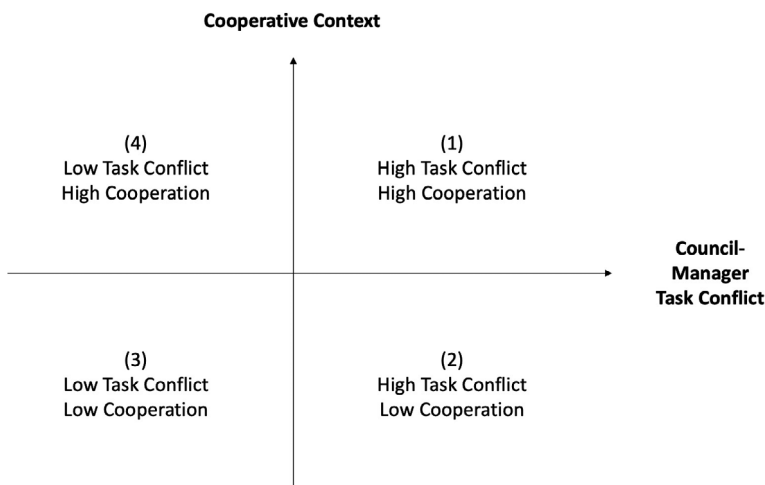 Cooperative Context
(4)
Low Task Conflict
High Cooperation
(1)
High Task Conflict
High Cooperation
Council-
Manager
Task Conflict
(3)
Low Task Conflict
Low Cooperation
(2)
High Task Conflict
Low Cooperation